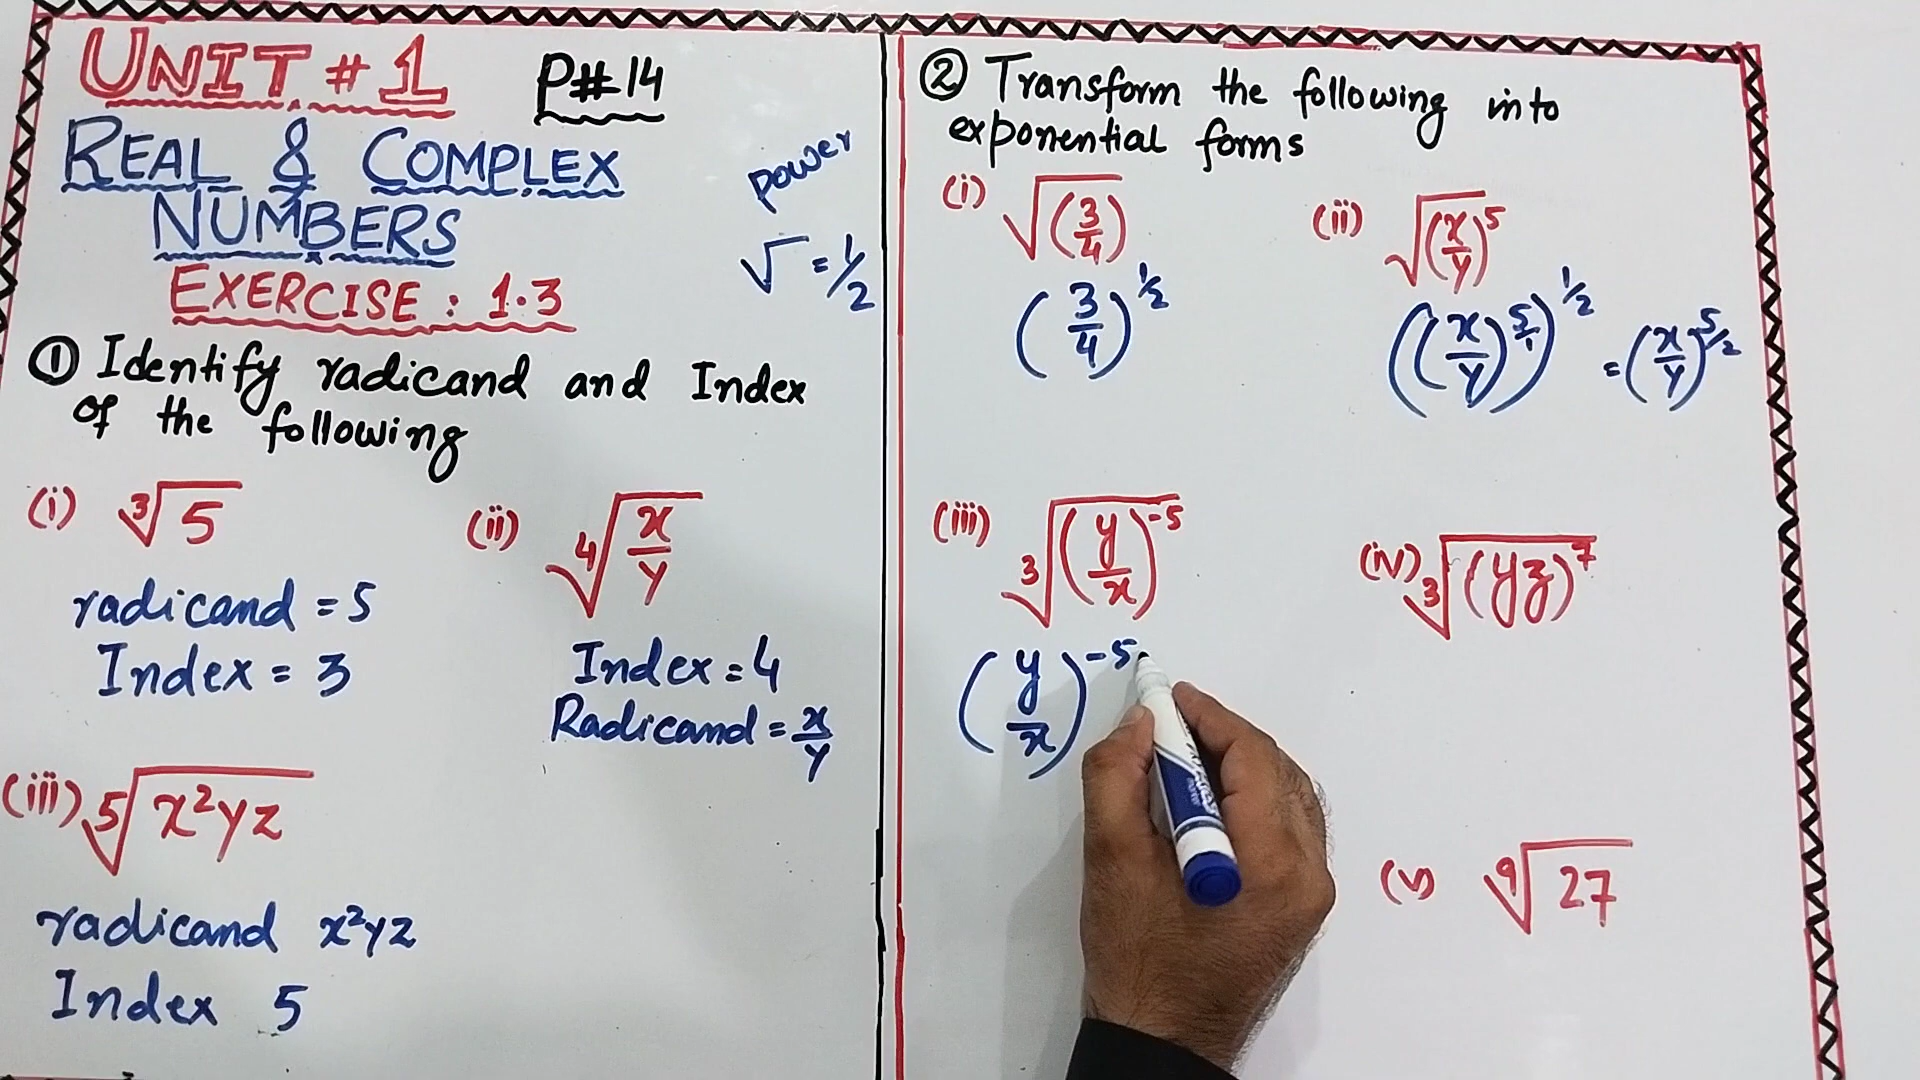 UNIT # 1
P# 14
REAL & COMPLEX
NUMBERS
EXERCISE : 1.3
power
√ = 1/2
① Identify radicand and Index
of the following
(i) ³√5
radicand = 5
Index = 3
(ii) ⁴√(x/y)
Index = 4
Radicand = x/y
(iii) ⁵√(x²yz)
radicand x²yz
Index 5
② Transform the following into
exponential forms
(i) √(3/4)
(3/4)^1/2
(ii) √(x/y)^5
((x/y)^5/1)^1/2 = (x/y)^5/2
(iii) ³√(y/x)^-5
(y/x)^-5
(iv) ³√(yz)^7
(v) ⁹√27